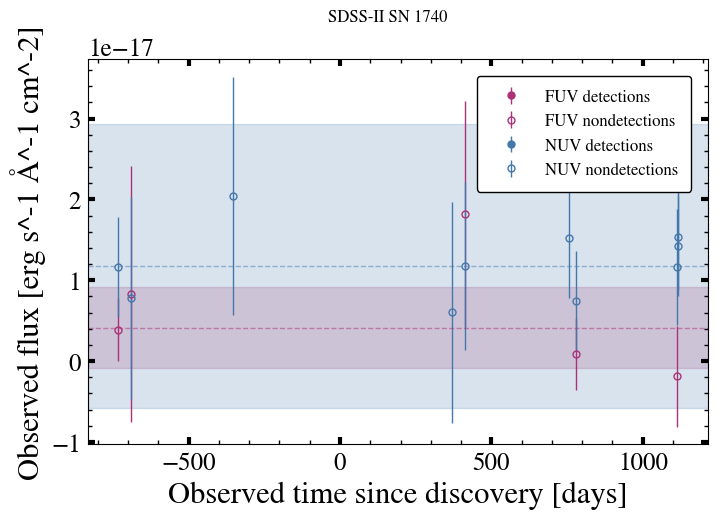 SDSS-II SN 1740
1e−17
FUV detections
FUV nondetections
NUV detections
NUV nondetections
3
2
1
0
−1
−500 0 500 1000
Observed time since discovery [days]
Observed flux [erg s^-1 Å^-1 cm^-2]